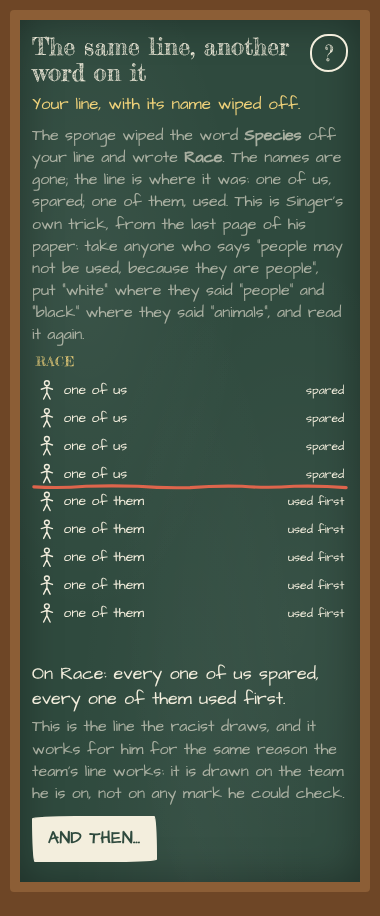 The same line, another
word on it
?
Your line, with its name wiped off.
The sponge wiped the word Species off
your line and wrote Race. The names are
gone; the line is where it was: one of us,
spared; one of them, used. This is Singer's
own trick, from the last page of his
paper: take anyone who says "people may
not be used, because they are people",
put "white" where they said "people" and
"black" where they said "animals", and read
it again.
RACE
one of us spared
one of us spared
one of us spared
one of us spared
one of them used first
one of them used first
one of them used first
one of them used first
one of them used first
On Race: every one of us spared,
every one of them used first.
This is the line the racist draws, and it
works for him for the same reason the
team's line works: it is drawn on the team
he is on, not on any mark he could check.
AND THEN...